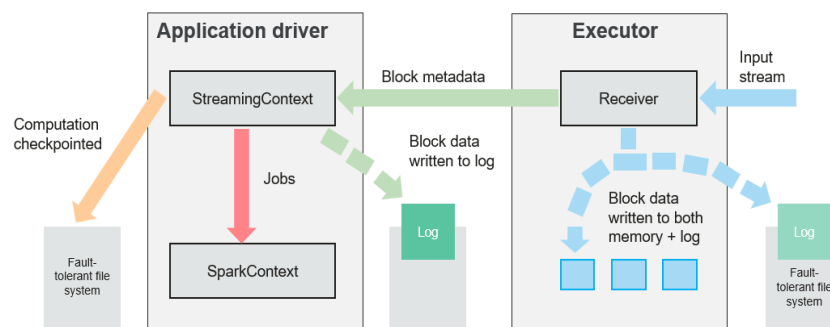 Application driver
Executor
StreamingContext
Block metadata
Receiver
Input
stream
Computation
checkpointed
Block data
written to log
Jobs
Block data
written to both
memory + log
Log
Log
Fault-
tolerant file
system
SparkContext
Fault-
tolerant file
system